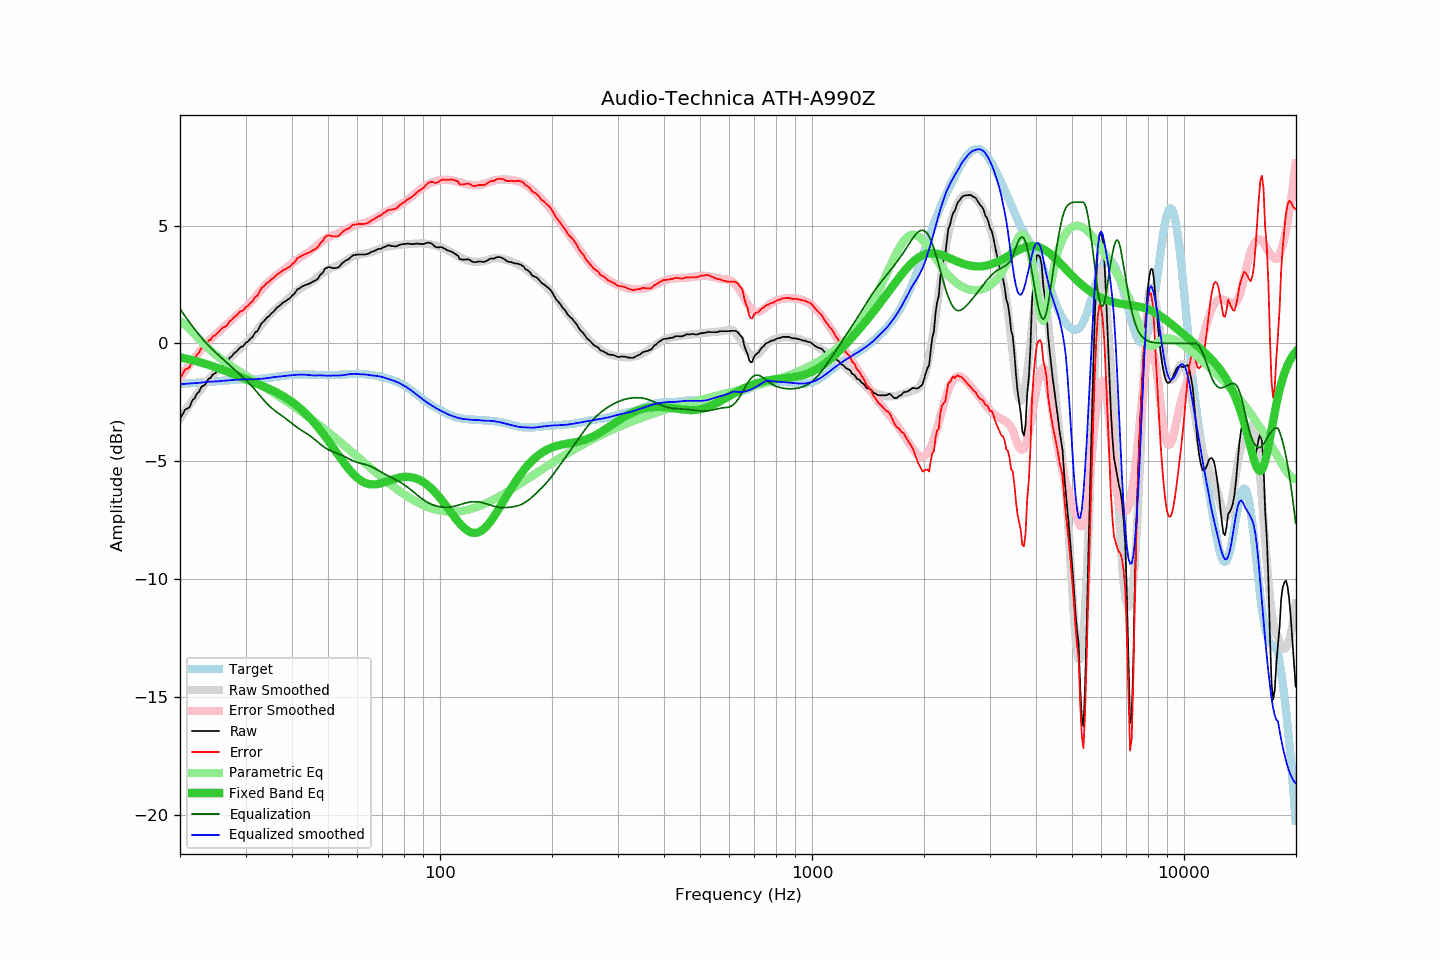 Audio-Technica ATH-A990Z
Amplitude (dBr)
5
0
−5
−10
−15
−20
Target
Raw Smoothed
Error Smoothed
Raw
Error
Parametric Eq
Fixed Band Eq
Equalization
Equalized smoothed
100
1000
10000
Frequency (Hz)